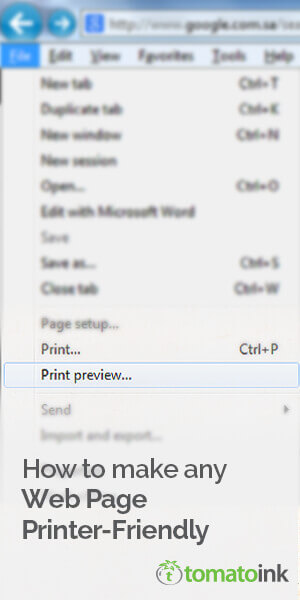 http://www.google.com.sa/sea
File Edit View Favorites Tools Help
New tab Ctrl+T
Duplicate tab Ctrl+K
New window Ctrl+N
New session
Open... Ctrl+O
Edit with Microsoft Word
Save
Save as... Ctrl+S
Close tab Ctrl+W
Page setup...
Print... Ctrl+P
Print preview...
Send
Import and export...
How to make any
Web Page
Printer-Friendly
tomatoink